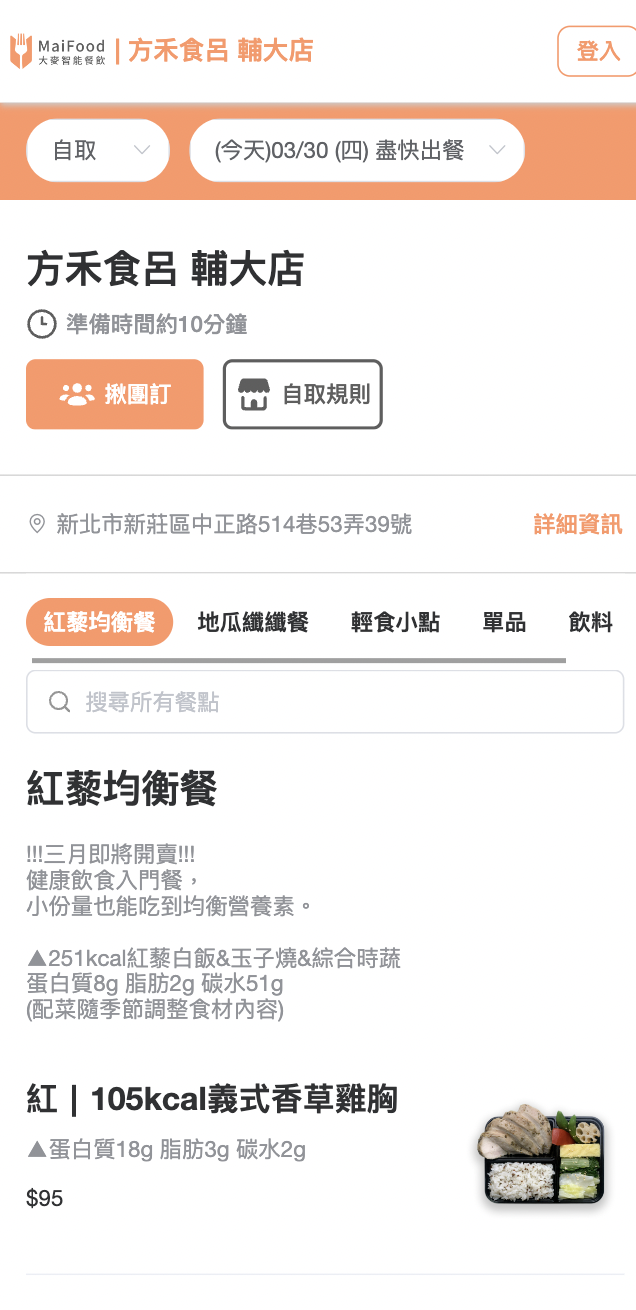 MaiFood
大麥智能餐飲
| 方禾食呂 輔大店
登入
自取
(今天)03/30 (四) 盡快出餐
方禾食呂 輔大店
準備時間約10分鐘
揪團訂
自取規則
新北市新莊區中正路514巷53弄39號
詳細資訊
紅藜均衡餐 地瓜纖纖餐 輕食小點 單品 飲料
搜尋所有餐點
紅藜均衡餐
!!!三月即將開賣!!!
健康飲食入門餐，
小份量也能吃到均衡營養素。
▲251kcal紅藜白飯&玉子燒&綜合時蔬
蛋白質8g 脂肪2g 碳水51g
(配菜隨季節調整食材內容)
紅｜105kcal義式香草雞胸
▲蛋白質18g 脂肪3g 碳水2g
$95